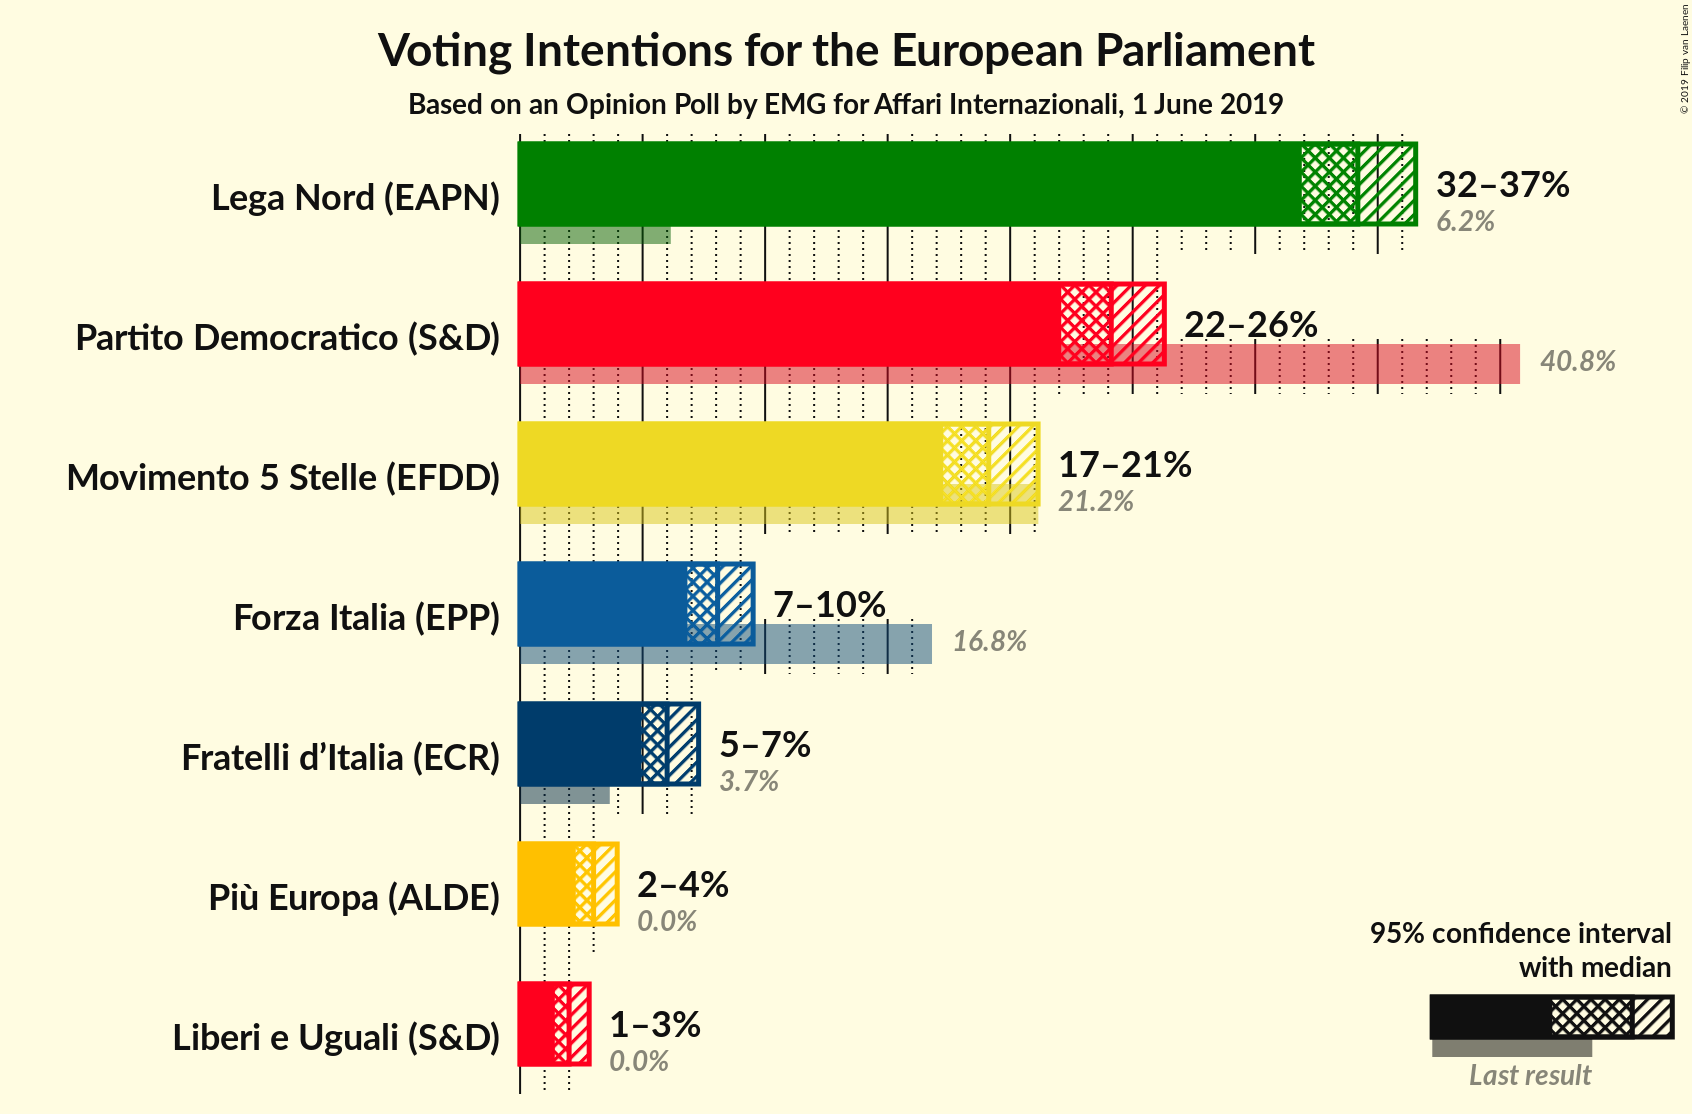 Voting Intentions for the European Parliament
Based on an Opinion Poll by EMG for Affari Internazionali, 1 June 2019
© 2019 Filip van Laenen
Lega Nord (EAPN)
32–37%
6.2%
Partito Democratico (S&D)
22–26%
40.8%
Movimento 5 Stelle (EFDD)
17–21%
21.2%
Forza Italia (EPP)
7–10%
16.8%
Fratelli d’Italia (ECR)
5–7%
3.7%
Più Europa (ALDE)
2–4%
0.0%
Liberi e Uguali (S&D)
1–3%
0.0%
95% confidence interval
with median
Last result